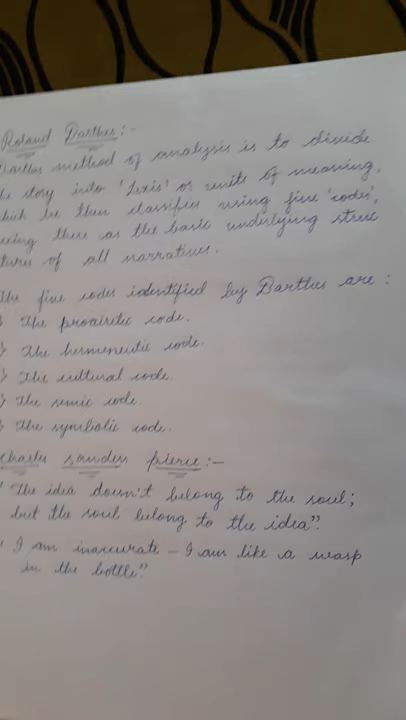 Roland Barthes:-
Barthes method of analysis is to divide
the story into 'lexis' or units of meaning,
which he then classifies using five 'codes',
seeing these as the basic underlying struc
tures of all narratives.
The five codes identified by Barthes are:
The proairetic code.
The hermeneutic code.
The cultural code.
The semic code.
The symbolic code.
Charles sanders pierce:-
"The idea doesn't belong to the soul;
but the soul belong to the idea".
I am inaccurate - I am like a wasp
in the bottle".